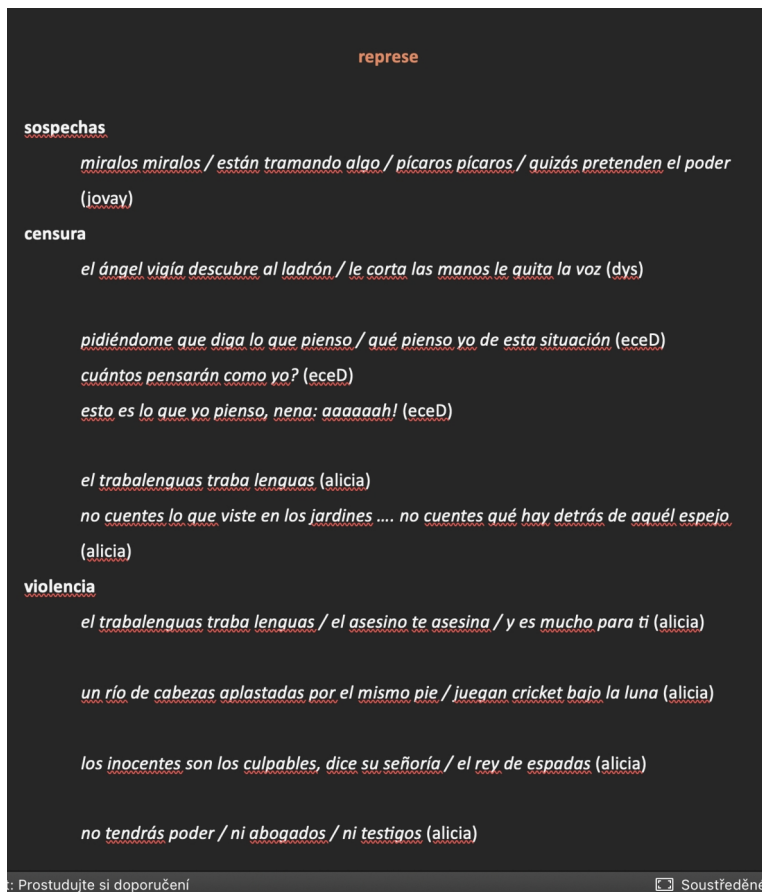 represe
sospechas
miralos miralos / están tramando algo / pícaros pícaros / quizás pretenden el poder
(jovay)
censura
el ángel vigía descubre al ladrón / le corta las manos le quita la voz (dys)
pidiéndome que diga lo que pienso / qué pienso yo de esta situación (eceD)
cuántos pensarán como yo? (eceD)
esto es lo que yo pienso, nena: aaaaaah! (eceD)
el trabalenguas traba lenguas (alicia)
no cuentes lo que viste en los jardines .... no cuentes qué hay detrás de aquél espejo
(alicia)
violencia
el trabalenguas traba lenguas / el asesino te asesina / y es mucho para ti (alicia)
un río de cabezas aplastadas por el mismo pie / juegan cricket bajo la luna (alicia)
los inocentes son los culpables, dice su señoría / el rey de espadas (alicia)
no tendrás poder / ni abogados / ni testigos (alicia)
t: Prostudujte si doporučení Soustředěné